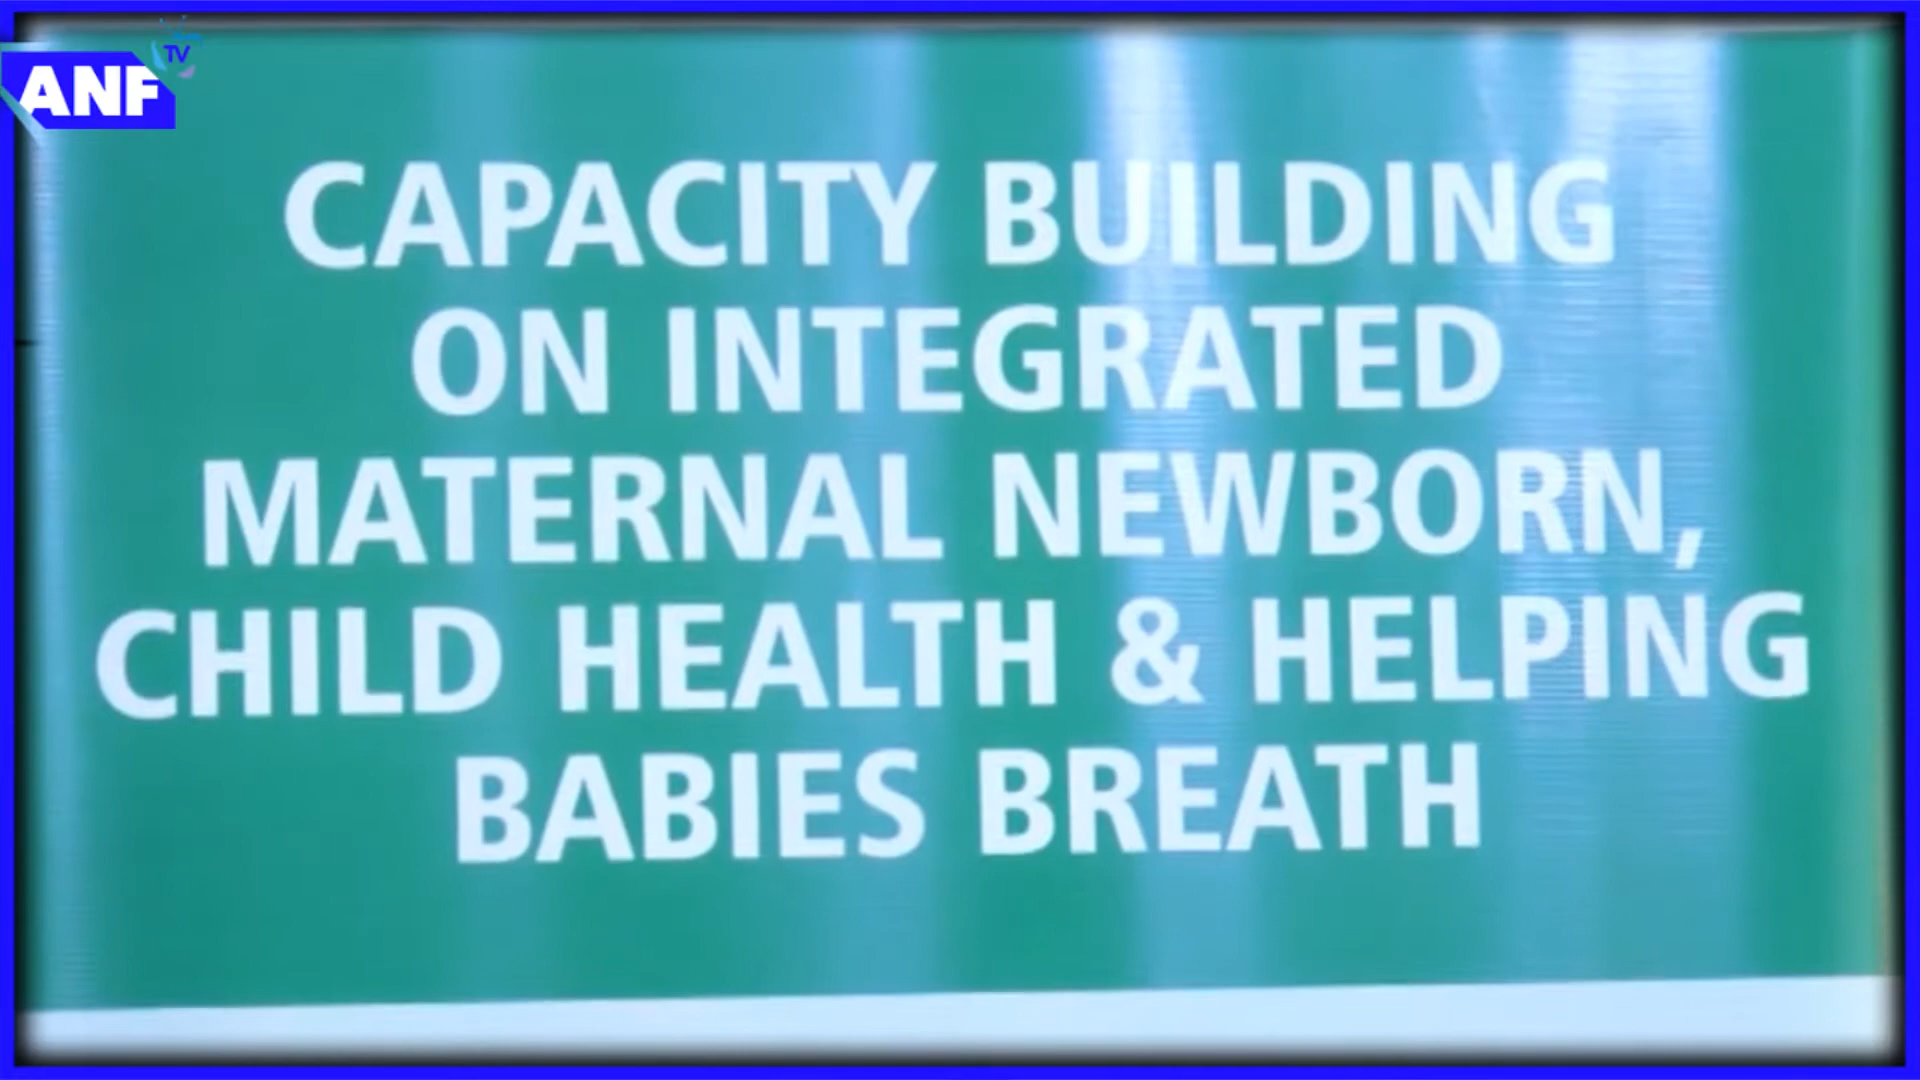 TV
ANF
CAPACITY BUILDING
ON INTEGRATED
MATERNAL NEWBORN,
CHILD HEALTH & HELPING
BABIES BREATH